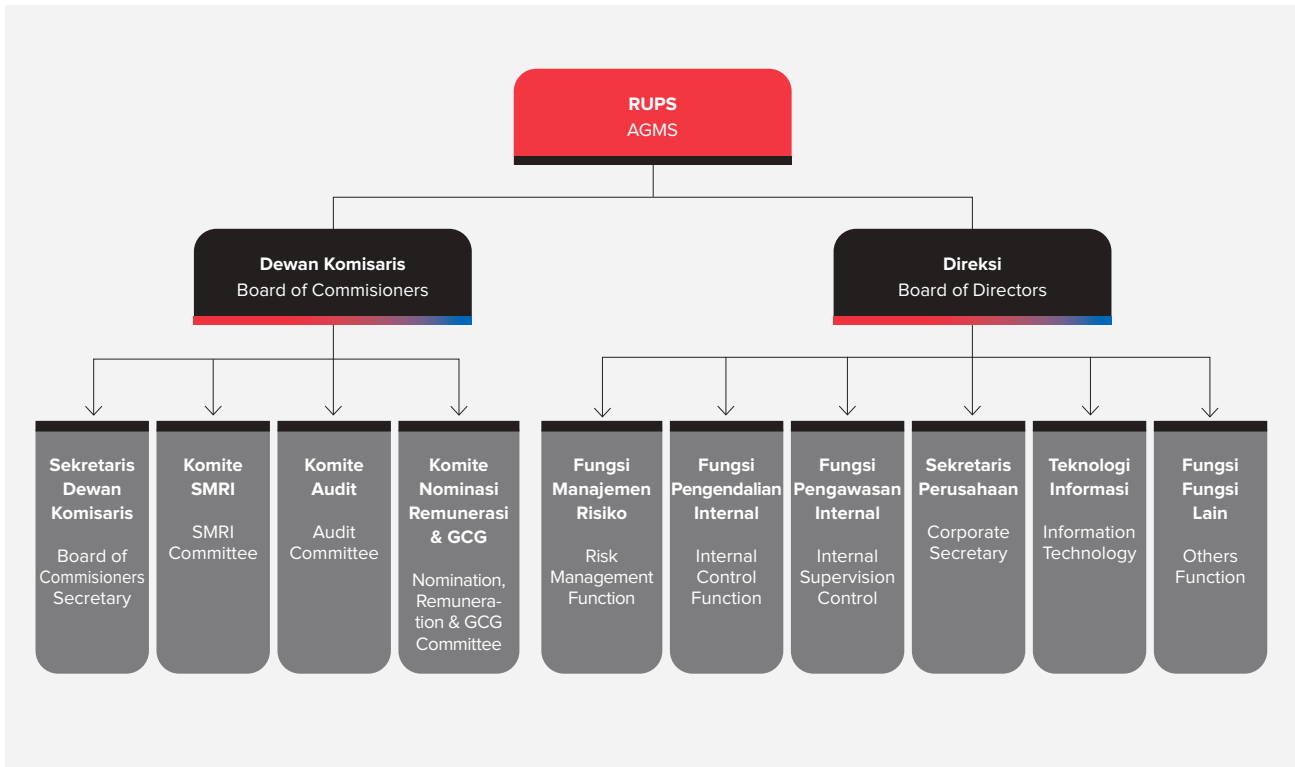 RUPS
AGMS
Dewan Komisaris
Board of Commisioners
Direksi
Board of Directors
Sekretaris
Dewan
Komisaris
Board of
Commisioners
Secretary
Komite
SMRI
SMRI
Committee
Komite
Audit
Audit
Committee
Komite
Nominasi
Remunerasi
& GCG
Nomination,
Remunera-
tion & GCG
Committee
Fungsi
Manajemen
Risiko
Risk
Management
Function
Fungsi
Pengendalian
Internal
Internal
Control
Function
Fungsi
Pengawasan
Internal
Internal
Supervision
Control
Sekretaris
Perusahaan
Corporate
Secretary
Teknologi
Informasi
Information
Technology
Fungsi
Fungsi
Lain
Others
Function